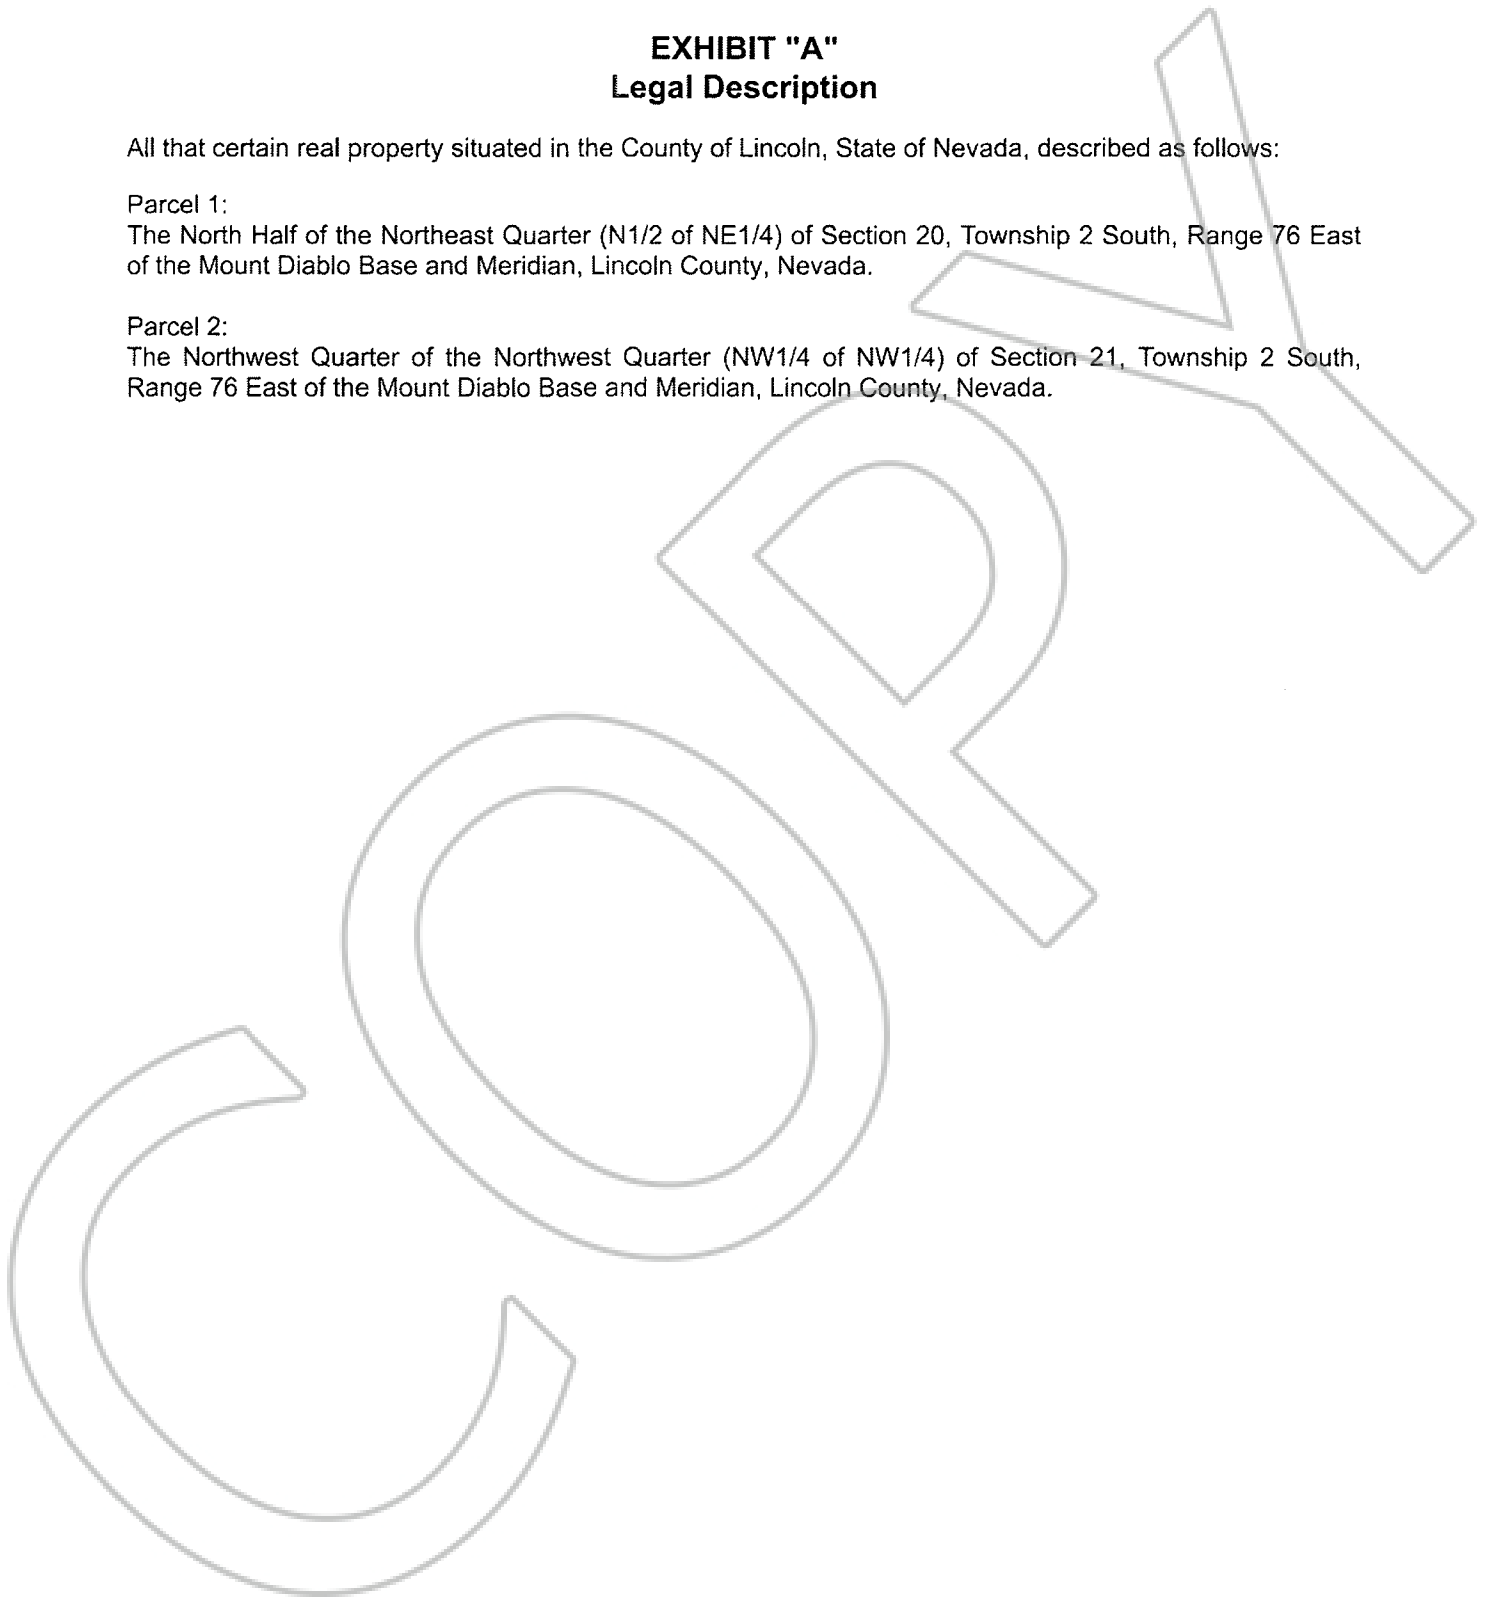 EXHIBIT "A"
Legal Description
All that certain real property situated in the County of Lincoln, State of Nevada, described as follows:
Parcel 1:
The North Half of the Northeast Quarter (N1/2 of NE1/4) of Section 20, Township 2 South, Range 76 East
of the Mount Diablo Base and Meridian, Lincoln County, Nevada.
Parcel 2:
The Northwest Quarter of the Northwest Quarter (NW1/4 of NW1/4) of Section 21, Township 2 South,
Range 76 East of the Mount Diablo Base and Meridian, Lincoln County, Nevada.
COPY